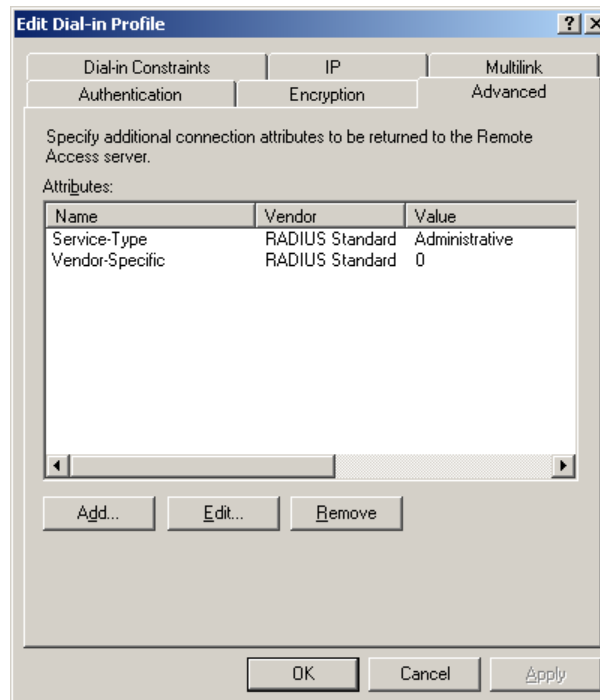 Edit Dial-in Profile
Dial-in Constraints IP Multilink
Authentication Encryption Advanced
Specify additional connection attributes to be returned to the Remote
Access server.
Attributes:
Name Vendor Value
Service-Type RADIUS Standard Administrative
Vendor-Specific RADIUS Standard 0
Add... Edit... Remove
OK Cancel Apply